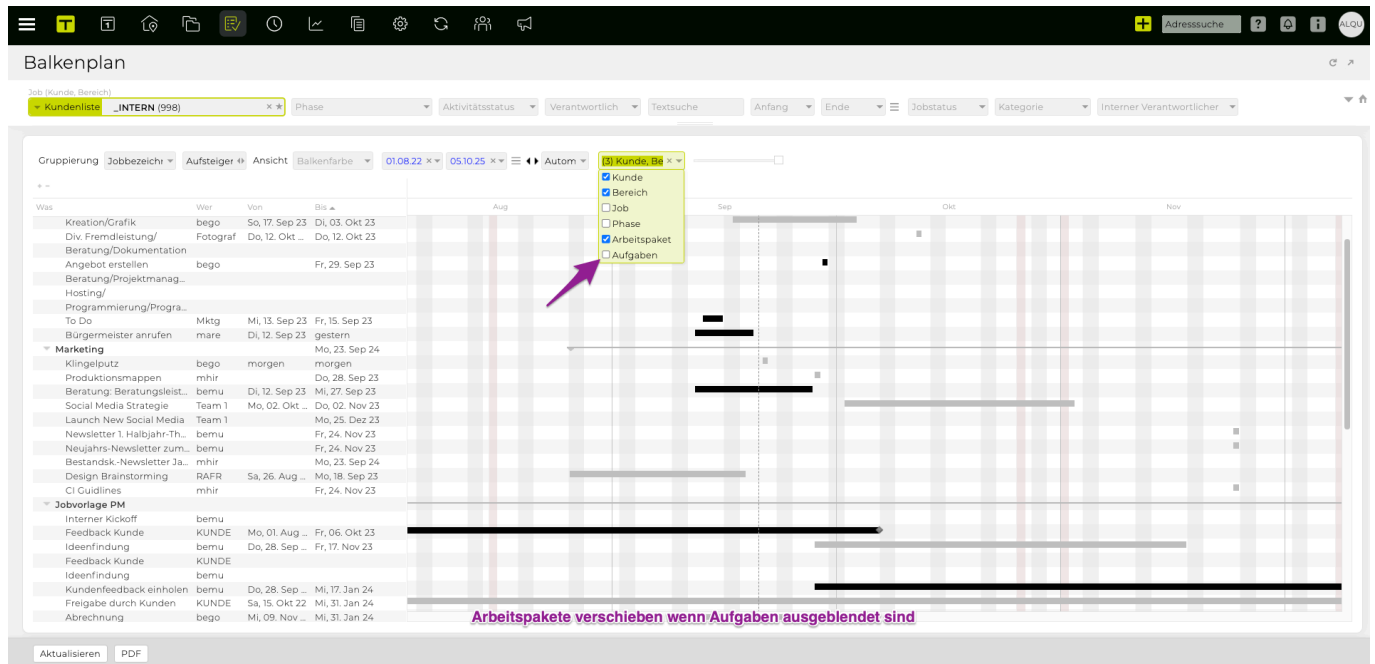 T
1
Adresssuche
?
i
ALQU
Balkenplan
Job (Kunde, Bereich)
Kundenliste _INTERN (998) × ★ Phase Aktivitätsstatus Verantwortlich Textsuche Anfang Ende Jobstatus Kategorie Interner Verantwortlicher
Gruppierung Jobbezeichn Aufsteiger Ansicht Balkenfarbe 01.08.22 × 05.10.25 × Autom (3) Kunde, Be ×
Kunde
Bereich
Job
Phase
Arbeitspaket
Aufgaben
+ −
Was Wer Von Bis Aug Sep Okt Nov
Kreation/Grafik bego So, 17. Sep 23 Di, 03. Okt 23
Div. Fremdleistung/ Fotograf Do, 12. Okt ... Do, 12. Okt 23
Beratung/Dokumentation
Angebot erstellen bego Fr, 29. Sep 23
Beratung/Projektmanag...
Hosting/
Programmierung/Progra...
To Do Mktg Mi, 13. Sep 23 Fr, 15. Sep 23
Bürgermeister anrufen mare Di, 12. Sep 23 gestern
Marketing Mo, 23. Sep 24
Klingelputz bego morgen morgen
Produktionsmappen mhir Do, 28. Sep 23
Beratung: Beratungsleist... bemu Di, 12. Sep 23 Mi, 27. Sep 23
Social Media Strategie Team 1 Mo, 02. Okt ... Do, 02. Nov 23
Launch New Social Media Team 1 Mo, 25. Dez 23
Newsletter 1. Halbjahr-Th... bemu Fr, 24. Nov 23
Neujahrs-Newsletter zum... bemu Fr, 24. Nov 23
Bestandsk.-Newsletter Ja... mhir Mo, 23. Sep 24
Design Brainstorming RAFR Sa, 26. Aug ... Mo, 18. Sep 23
CI Guidlines mhir Fr, 24. Nov 23
Jobvorlage PM
Interner Kickoff bemu
Feedback Kunde KUNDE Mo, 01. Aug ... Fr, 06. Okt 23
Ideenfindung bemu Do, 28. Sep ... Fr, 17. Nov 23
Feedback Kunde KUNDE
Ideenfindung bemu
Kundenfeedback einholen bemu Do, 28. Sep ... Mi, 17. Jan 24
Freigabe durch Kunden KUNDE Sa, 15. Okt 22 Mi, 31. Jan 24
Abrechnung bego Mi, 09. Nov ... Mi, 31. Jan 24
Arbeitspakete verschieben wenn Aufgaben ausgeblendet sind
Aktualisieren PDF